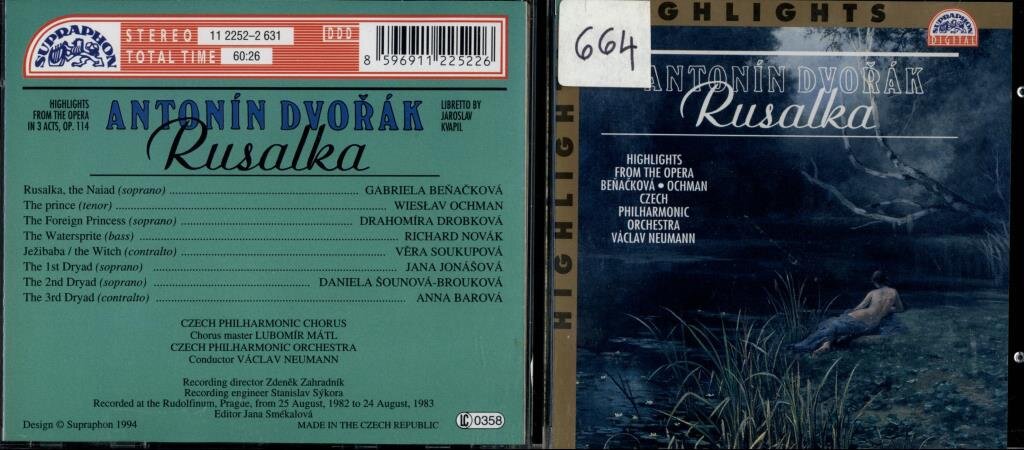 SUPRAPHON
STEREO 11 2252-2 631
TOTAL TIME 60:26
DDD
8 596911 225226
HIGHLIGHTS
FROM THE OPERA
IN 3 ACTS, OP. 114
ANTONÍN DVOŘÁK
Rusalka
LIBRETTO BY
JAROSLAV
KVAPIL
Rusalka, the Naiad (soprano) GABRIELA BEŇAČKOVÁ
The prince (tenor) WIESŁAV OCHMAN
The Foreign Princess (soprano) DRAHOMÍRA DROBKOVÁ
The Watersprite (bass) RICHARD NOVÁK
Ježibaba / the Witch (contralto) VĚRA SOUKUPOVÁ
The 1st Dryad (soprano) JANA JONÁŠOVÁ
The 2nd Dryad (soprano) DANIELA ŠOUNOVÁ-BROUKOVÁ
The 3rd Dryad (contralto) ANNA BAROVÁ
CZECH PHILHARMONIC CHORUS
Chorus master LUBOMÍR MÁTL
CZECH PHILHARMONIC ORCHESTRA
Conductor VÁCLAV NEUMANN
Recording director Zdeněk Zahradník
Recording engineer Stanislav Sýkora
Recorded at the Rudolfinum, Prague, from 25 August, 1982 to 24 August, 1983
Editor Jana Smékalová
Design © Supraphon 1994
MADE IN THE CZECH REPUBLIC
LC 0358
GHLIGHTS
664
SUPRAPHON
DIGITAL
ANTONÍN DVOŘÁK
Rusalka
HIGHLIGHTS
FROM THE OPERA
BEŇAČKOVÁ • OCHMAN
CZECH
PHILHARMONIC
ORCHESTRA
VÁCLAV NEUMANN
HIGHLIGH